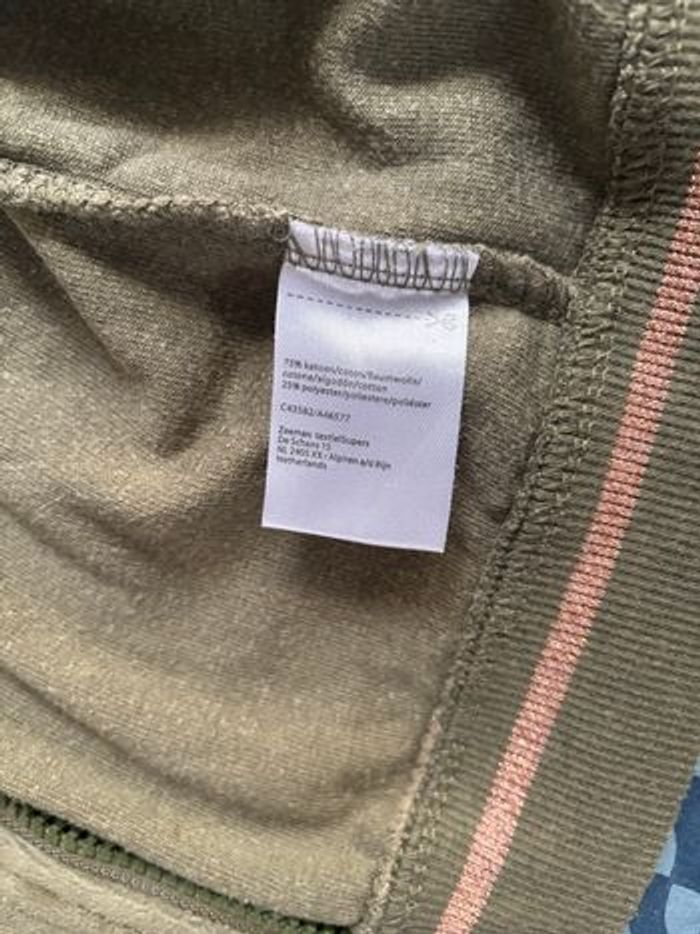 75% katoen/coton/Baumwolle/
cotone/algodón/cotton
25% polyester/poliestere/poliéster
C43582/A46577
Zeeman textielSupers
De Schans 15
NL 2405 XX - Alphen a/d Rijn
Netherlands